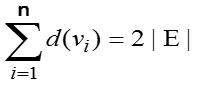 n
∑ d(vᵢ) = 2 | E |
i=1